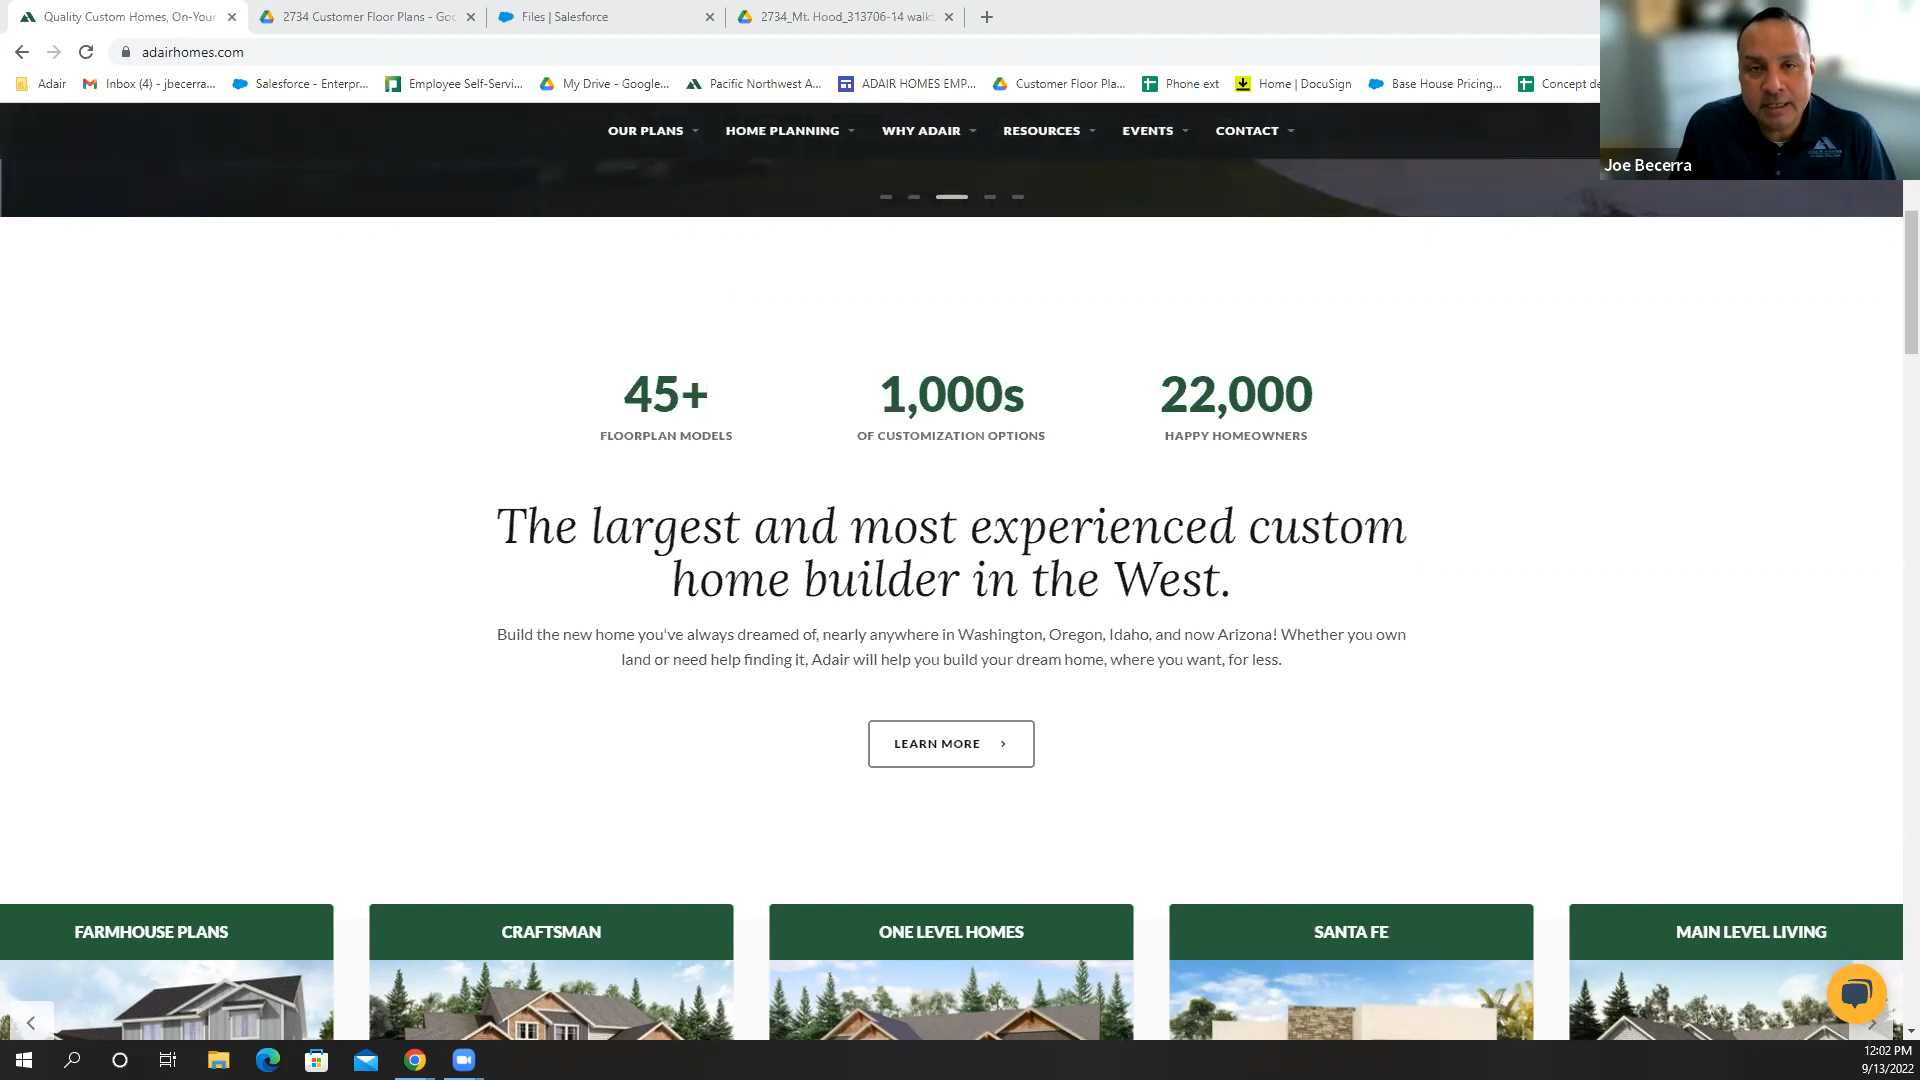 Quality Custom Homes, On-Your
2734 Customer Floor Plans - Goo
Files | Salesforce
2734_Mt. Hood_313706-14 walkt
adairhomes.com
Adair
Inbox (4) - jbecerra...
Salesforce - Enterpr...
Employee Self-Servi...
My Drive - Google...
Pacific Northwest A...
ADAIR HOMES EMP...
Customer Floor Pla...
Phone ext
Home | DocuSign
Base House Pricing...
Concept de
OUR PLANS
HOME PLANNING
WHY ADAIR
RESOURCES
EVENTS
CONTACT
Joe Becerra
45+
FLOORPLAN MODELS
1,000s
OF CUSTOMIZATION OPTIONS
22,000
HAPPY HOMEOWNERS
The largest and most experienced custom
home builder in the West.
Build the new home you've always dreamed of, nearly anywhere in Washington, Oregon, Idaho, and now Arizona! Whether you own
land or need help finding it, Adair will help you build your dream home, where you want, for less.
LEARN MORE
FARMHOUSE PLANS
CRAFTSMAN
ONE LEVEL HOMES
SANTA FE
MAIN LEVEL LIVING
12:02 PM
9/13/2022